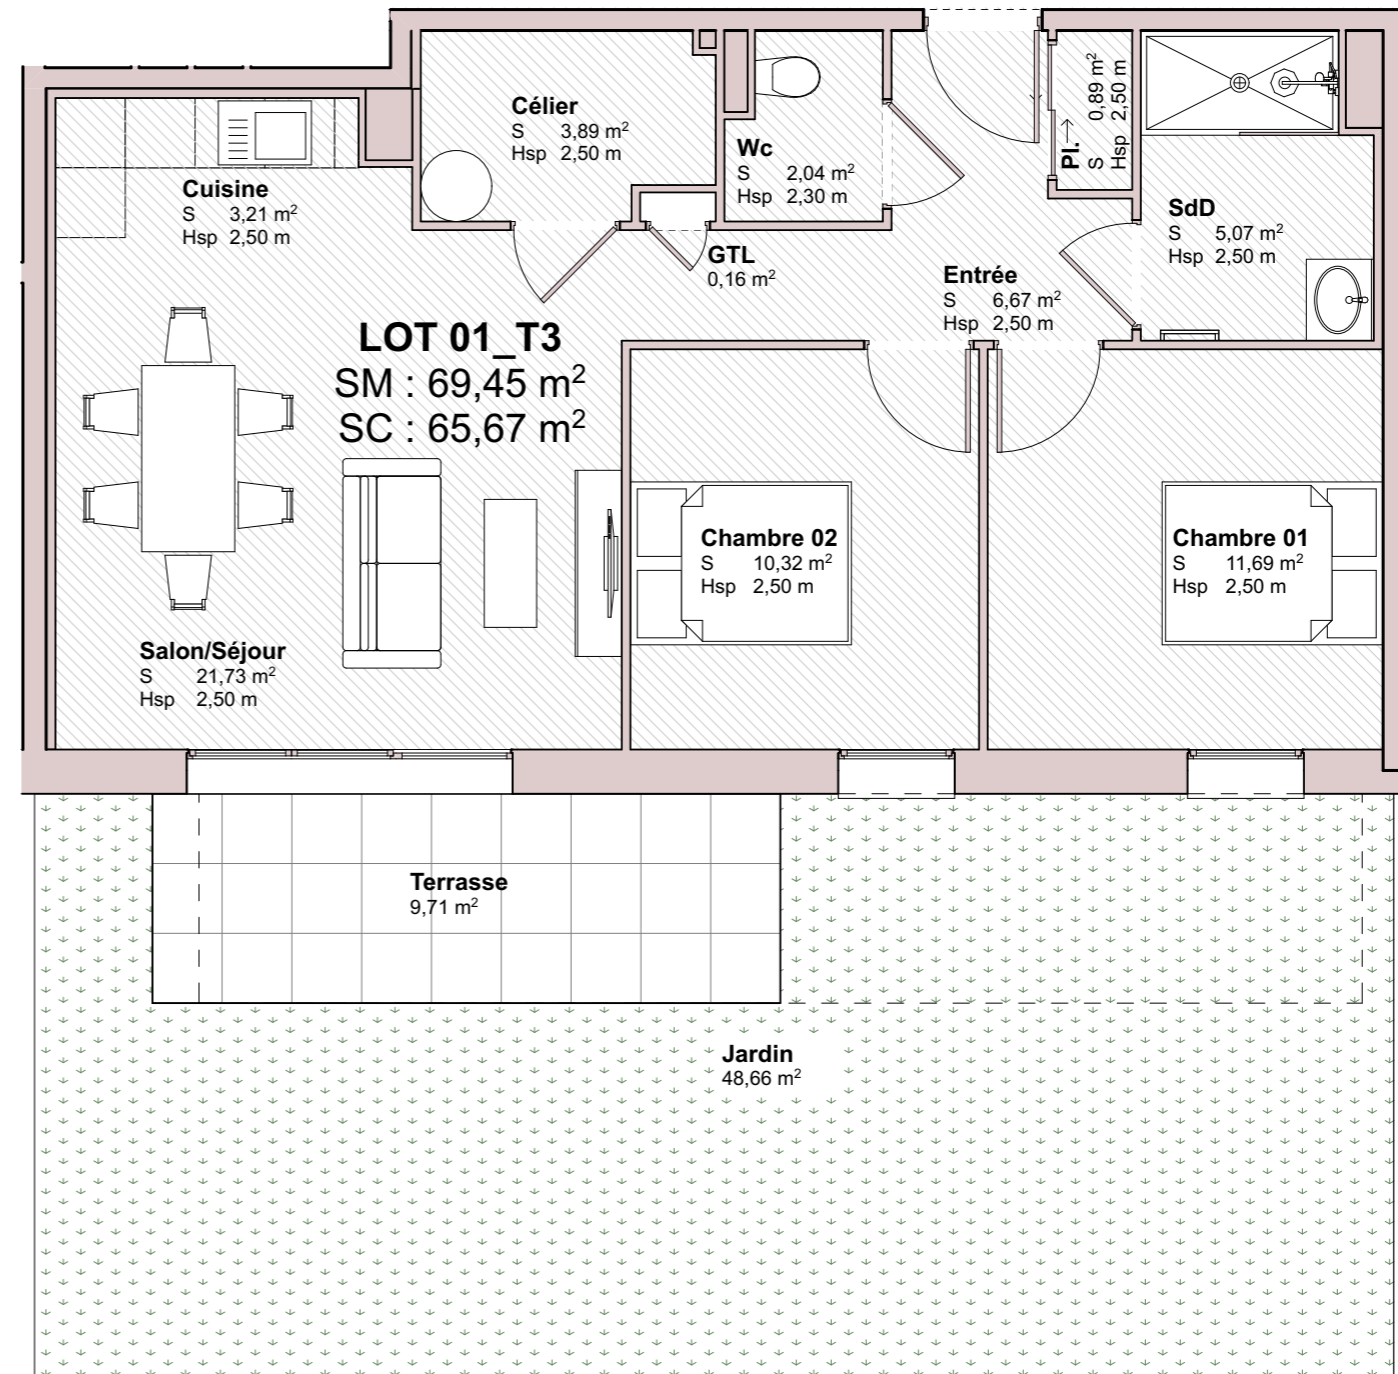 Célier
S 3,89 m²
Hsp 2,50 m
Wc
S 2,04 m²
Hsp 2,30 m
Pl.
S 0,89 m²
Hsp 2,50 m
Cuisine
S 3,21 m²
Hsp 2,50 m
SdD
S 5,07 m²
Hsp 2,50 m
GTL
0,16 m²
Entrée
S 6,67 m²
Hsp 2,50 m
LOT 01_T3
SM : 69,45 m²
SC : 65,67 m²
Chambre 02
S 10,32 m²
Hsp 2,50 m
Chambre 01
S 11,69 m²
Hsp 2,50 m
Salon/Séjour
S 21,73 m²
Hsp 2,50 m
Terrasse
9,71 m²
Jardin
48,66 m²